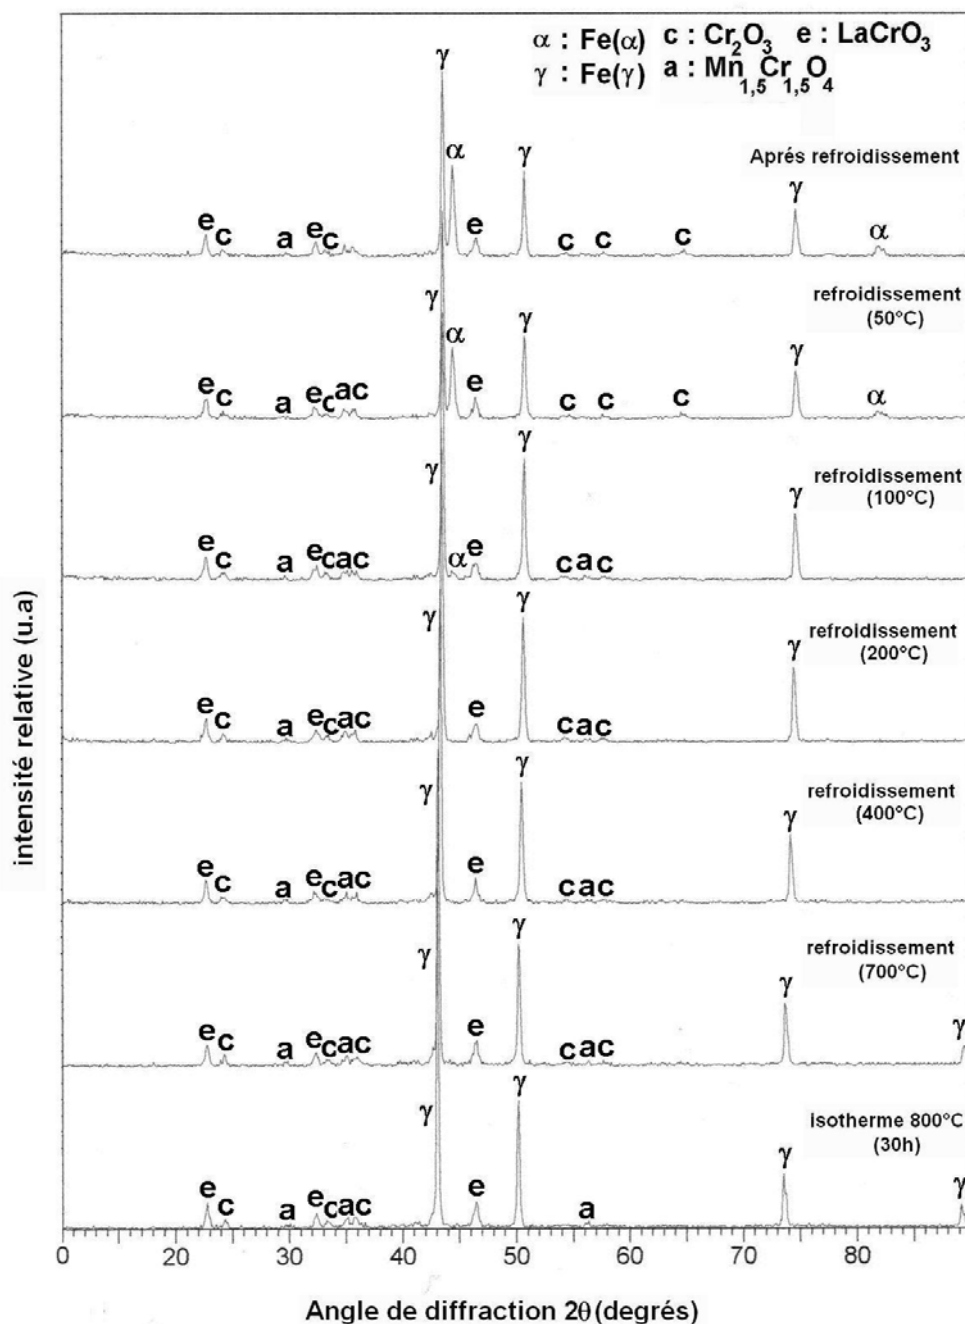 α : Fe(α) c : Cr2O3 e : LaCrO3
γ : Fe(γ) a : Mn1,5Cr1,5O4
γ
Aprés refroidissement
α γ γ
e c a e c e c c c α
refroidissement
(50°C)
γ α γ γ
e c a e c a c e c c c α
refroidissement
(100°C)
γ γ γ
e c a e c a c α e c a c
refroidissement
(200°C)
γ γ γ
e c a e c a c e c a c
refroidissement
(400°C)
γ γ γ
e c a e c a c e c a c
refroidissement
(700°C)
γ γ γ γ
e c a e c a c e c a c
isotherme 800°C
(30h)
γ γ γ γ
e c a e c a c e a
0 20 30 40 50 60 70 80
Angle de diffraction 2θ (degrés)
intensité relative (u.a)